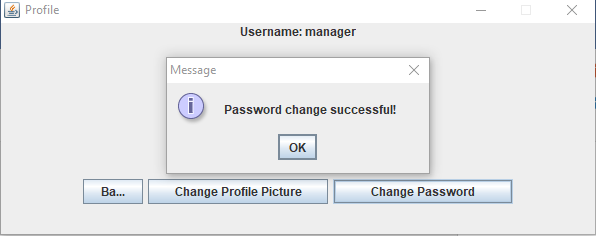 Profile
Username: manager
Message
i
Password change successful!
OK
Ba...
Change Profile Picture
Change Password